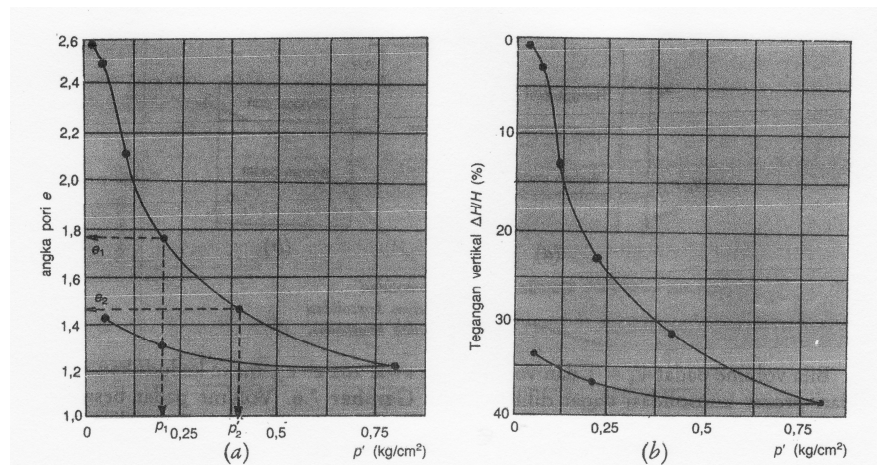 angka pori e
2,6
2,4
2,2
2,0
1,8
e₁
1,6
e₂
1,4
1,2
1,0
0 p₁ 0,25 p′₂ 0,5 0,75
(a) p′ (kg/cm²)
Tegangan vertikal ΔH/H (%)
0
10
20
30
40
0 0,25 0,5 0,75
(b) p′ (kg/cm²)